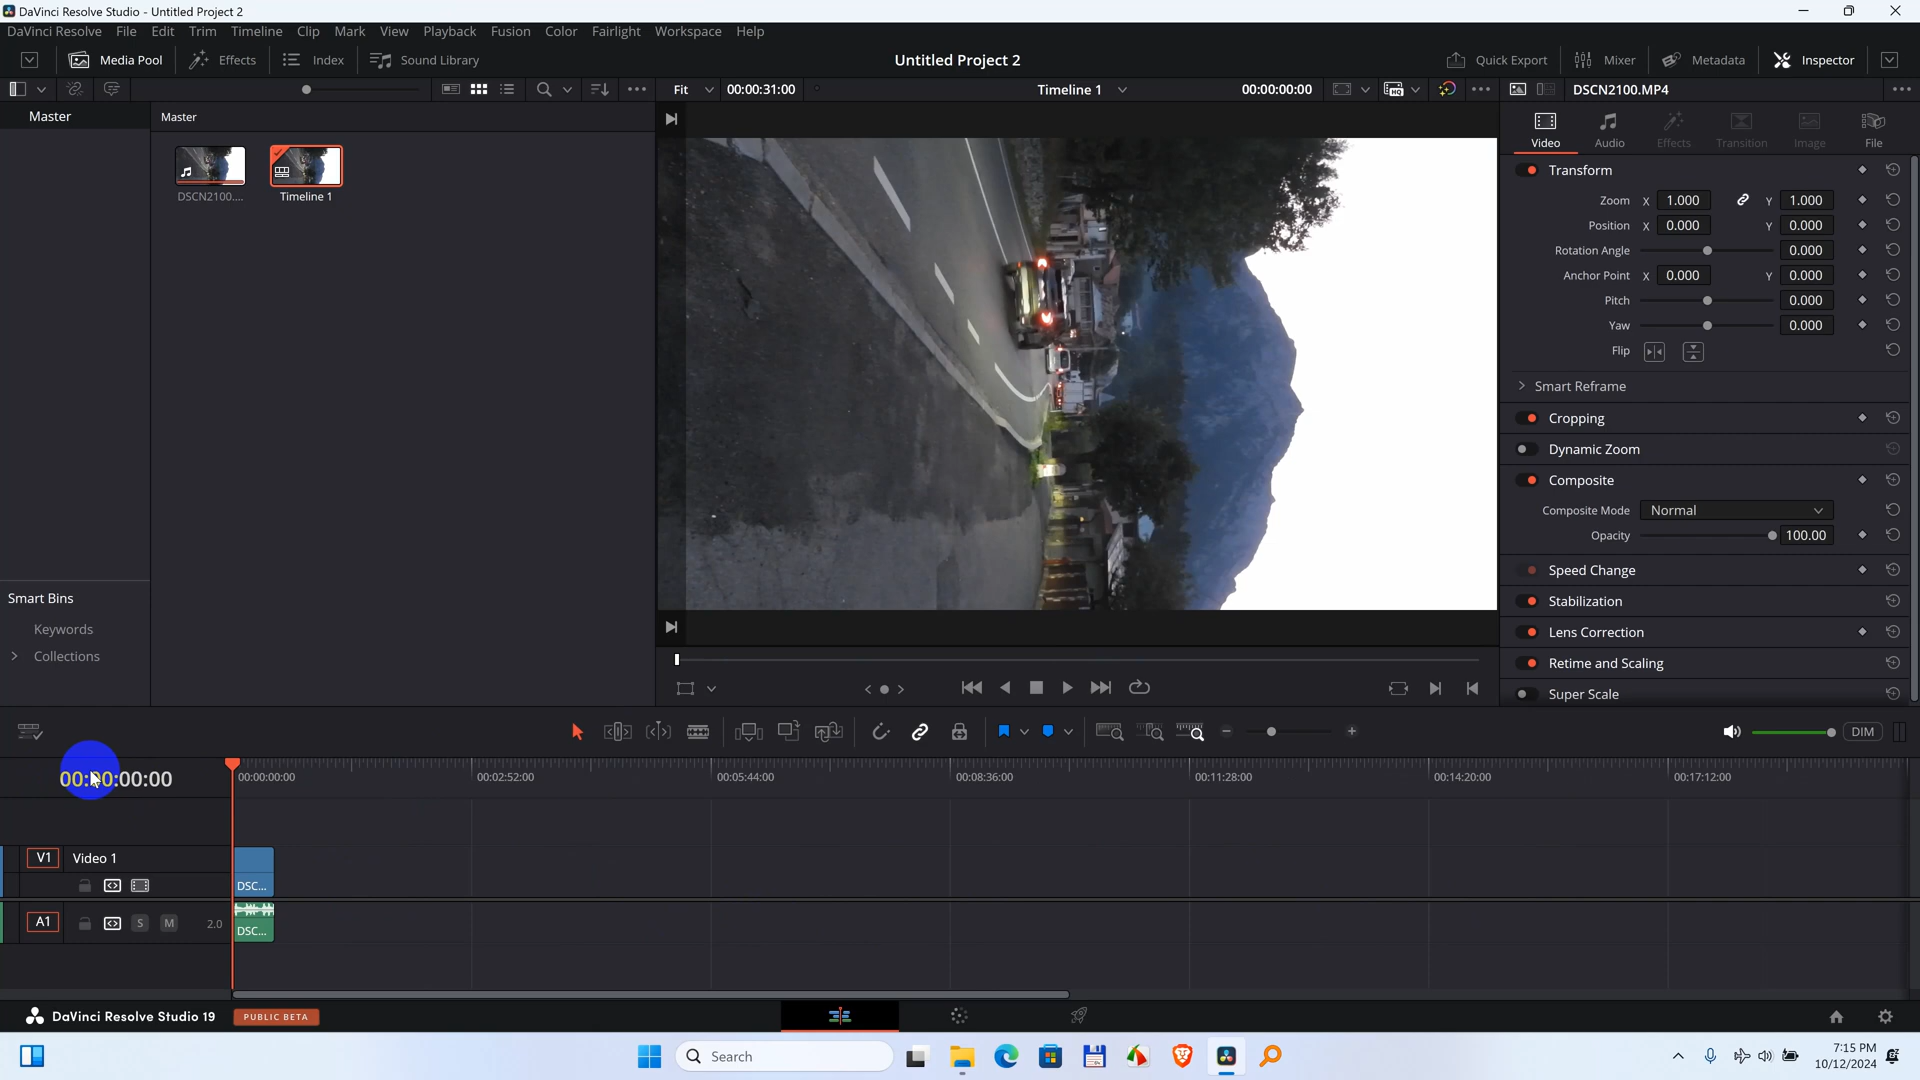 DaVinci Resolve Studio - Untitled Project 2
DaVinci Resolve File Edit Trim Timeline Clip Mark View Playback Fusion Color Fairlight Workspace Help
Media Pool Effects Index Sound Library Untitled Project 2 Quick Export Mixer Metadata Inspector
Fit 00:00:31:00 Timeline 1 00:00:00:00 DSCN2100.MP4
Master Master
Video Audio Effects Transition Image File
DSCN2100.... Timeline 1
Transform
Zoom X 1.000 Y 1.000
Position X 0.000 Y 0.000
Rotation Angle 0.000
Anchor Point X 0.000 Y 0.000
Pitch 0.000
Yaw 0.000
Flip
Smart Reframe
Cropping
Dynamic Zoom
Composite
Composite Mode Normal
Opacity 100.00
Speed Change
Stabilization
Lens Correction
Retime and Scaling
Super Scale
Smart Bins
Keywords
Collections
DIM
00:00:00:00
00:00:00:00 00:02:52:00 00:05:44:00 00:08:36:00 00:11:28:00 00:14:20:00 00:17:12:00
V1 Video 1
DSC...
A1 S M 2.0
DSC...
DaVinci Resolve Studio 19 PUBLIC BETA
Search
7:15 PM
10/12/2024